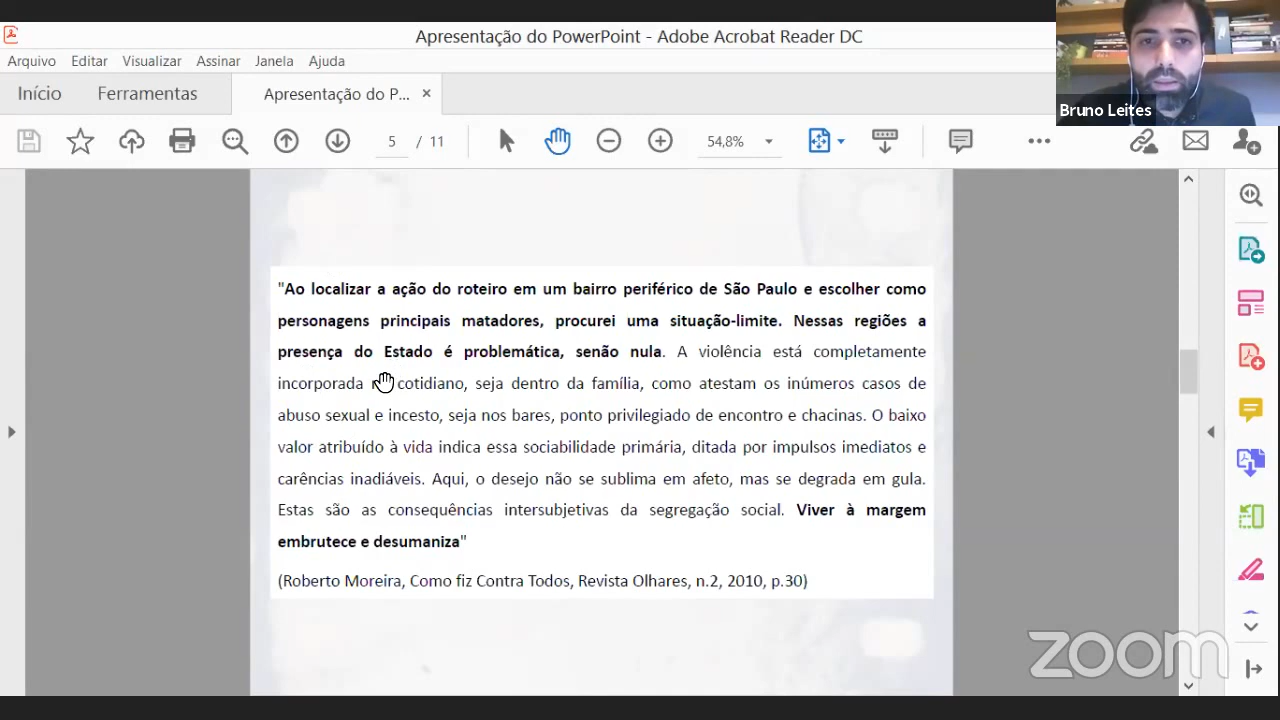 Apresentação do PowerPoint - Adobe Acrobat Reader DC
Arquivo Editar Visualizar Assinar Janela Ajuda
Início Ferramentas Apresentação do P... ×
Bruno Leites
5 / 11 54,8%
"Ao localizar a ação do roteiro em um bairro periférico de São Paulo e escolher como
personagens principais matadores, procurei uma situação-limite. Nessas regiões a
presença do Estado é problemática, senão nula. A violência está completamente
incorporada cotidiano, seja dentro da família, como atestam os inúmeros casos de
abuso sexual e incesto, seja nos bares, ponto privilegiado de encontro e chacinas. O baixo
valor atribuído à vida indica essa sociabilidade primária, ditada por impulsos imediatos e
carências inadiáveis. Aqui, o desejo não se sublima em afeto, mas se degrada em gula.
Estas são as consequências intersubjetivas da segregação social. Viver à margem
embrutece e desumaniza"
(Roberto Moreira, Como fiz Contra Todos, Revista Olhares, n.2, 2010, p.30)
zoom